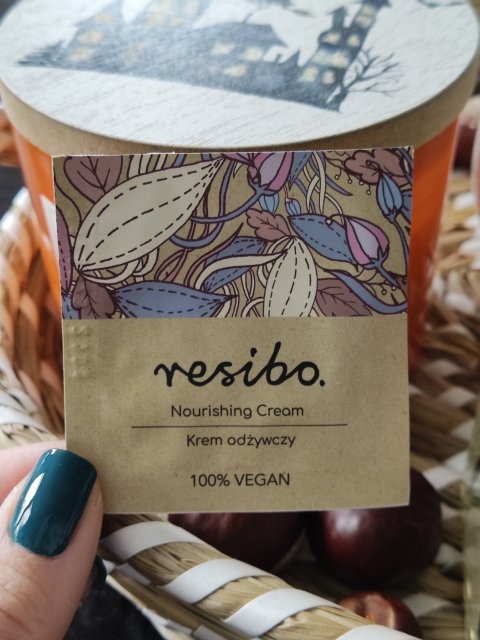 resibo.
Nourishing Cream
Krem odżywczy
100% VEGAN